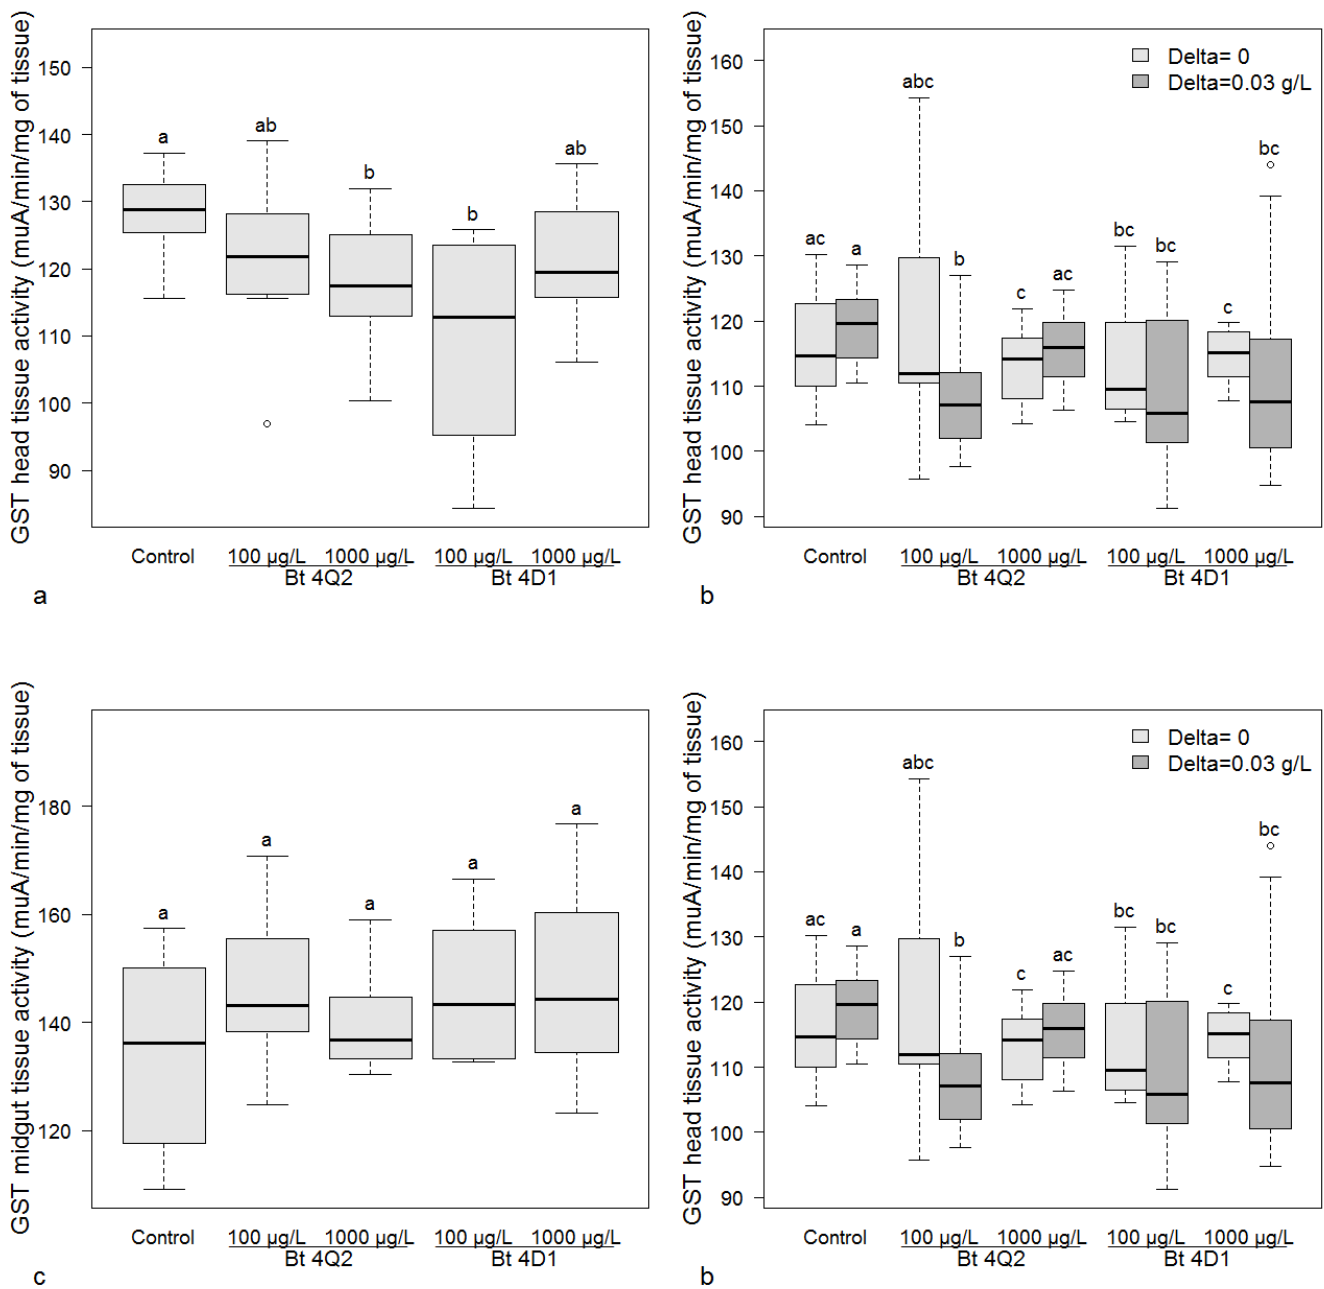 GST head tissue activity (muA/min/mg of tissue)
150
140
130
120
110
100
90
a
ab
b
b
ab
Control
100 µg/L
1000 µg/L
100 µg/L
1000 µg/L
Bt 4Q2
Bt 4D1
a
GST head tissue activity (muA/min/mg of tissue)
160
150
140
130
120
110
100
90
Delta= 0
Delta=0.03 g/L
ac
a
abc
b
c
ac
bc
bc
c
bc
Control
100 µg/L
1000 µg/L
100 µg/L
1000 µg/L
Bt 4Q2
Bt 4D1
b
GST midgut tissue activity (muA/min/mg of tissue)
180
160
140
120
a
a
a
a
a
Control
100 µg/L
1000 µg/L
100 µg/L
1000 µg/L
Bt 4Q2
Bt 4D1
c
GST head tissue activity (muA/min/mg of tissue)
160
150
140
130
120
110
100
90
Delta= 0
Delta=0.03 g/L
ac
a
abc
b
c
ac
bc
bc
c
bc
Control
100 µg/L
1000 µg/L
100 µg/L
1000 µg/L
Bt 4Q2
Bt 4D1
b